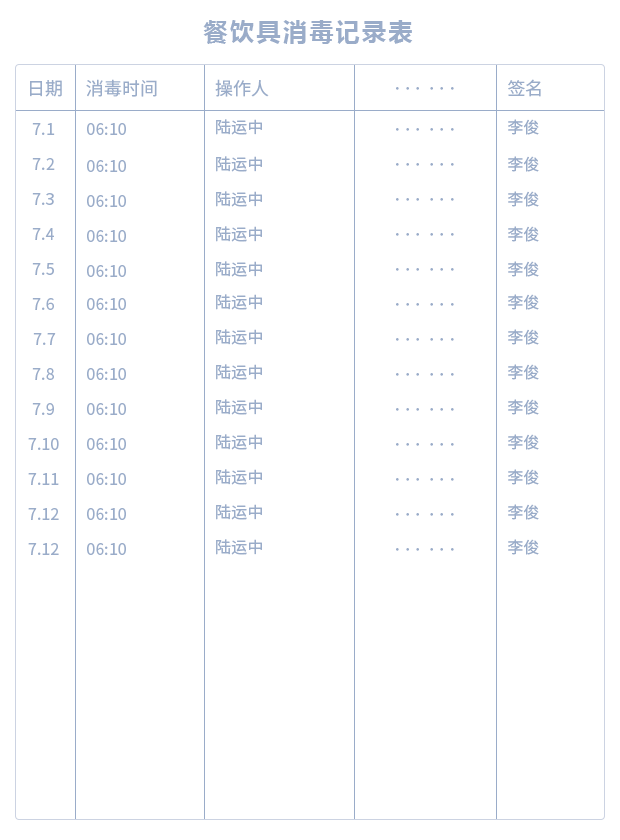 餐饮具消毒记录表
日期 消毒时间 操作人 ······ 签名
7.1 06:10 陆运中 ······ 李俊
7.2 06:10 陆运中 ······ 李俊
7.3 06:10 陆运中 ······ 李俊
7.4 06:10 陆运中 ······ 李俊
7.5 06:10 陆运中 ······ 李俊
7.6 06:10 陆运中 ······ 李俊
7.7 06:10 陆运中 ······ 李俊
7.8 06:10 陆运中 ······ 李俊
7.9 06:10 陆运中 ······ 李俊
7.10 06:10 陆运中 ······ 李俊
7.11 06:10 陆运中 ······ 李俊
7.12 06:10 陆运中 ······ 李俊
7.12 06:10 陆运中 ······ 李俊